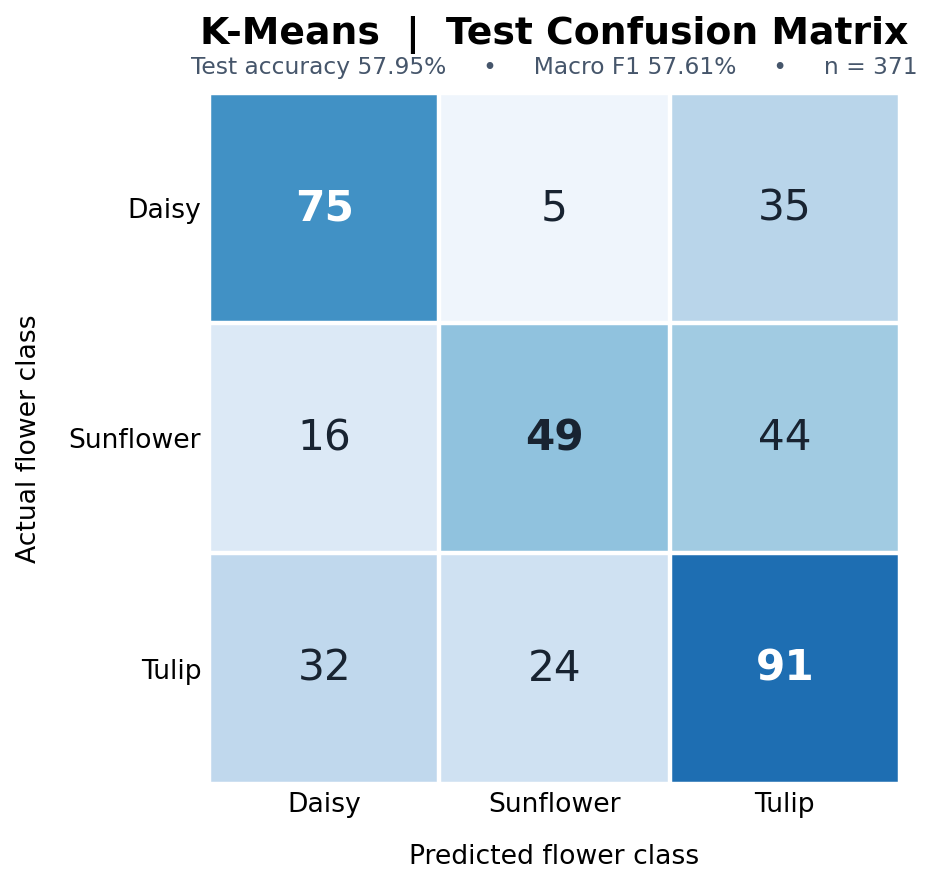 K-Means | Test Confusion Matrix
Test accuracy 57.95% • Macro F1 57.61% • n = 371
Daisy 75 5 35
Sunflower 16 49 44
Tulip 32 24 91
Actual flower class
Daisy Sunflower Tulip
Predicted flower class